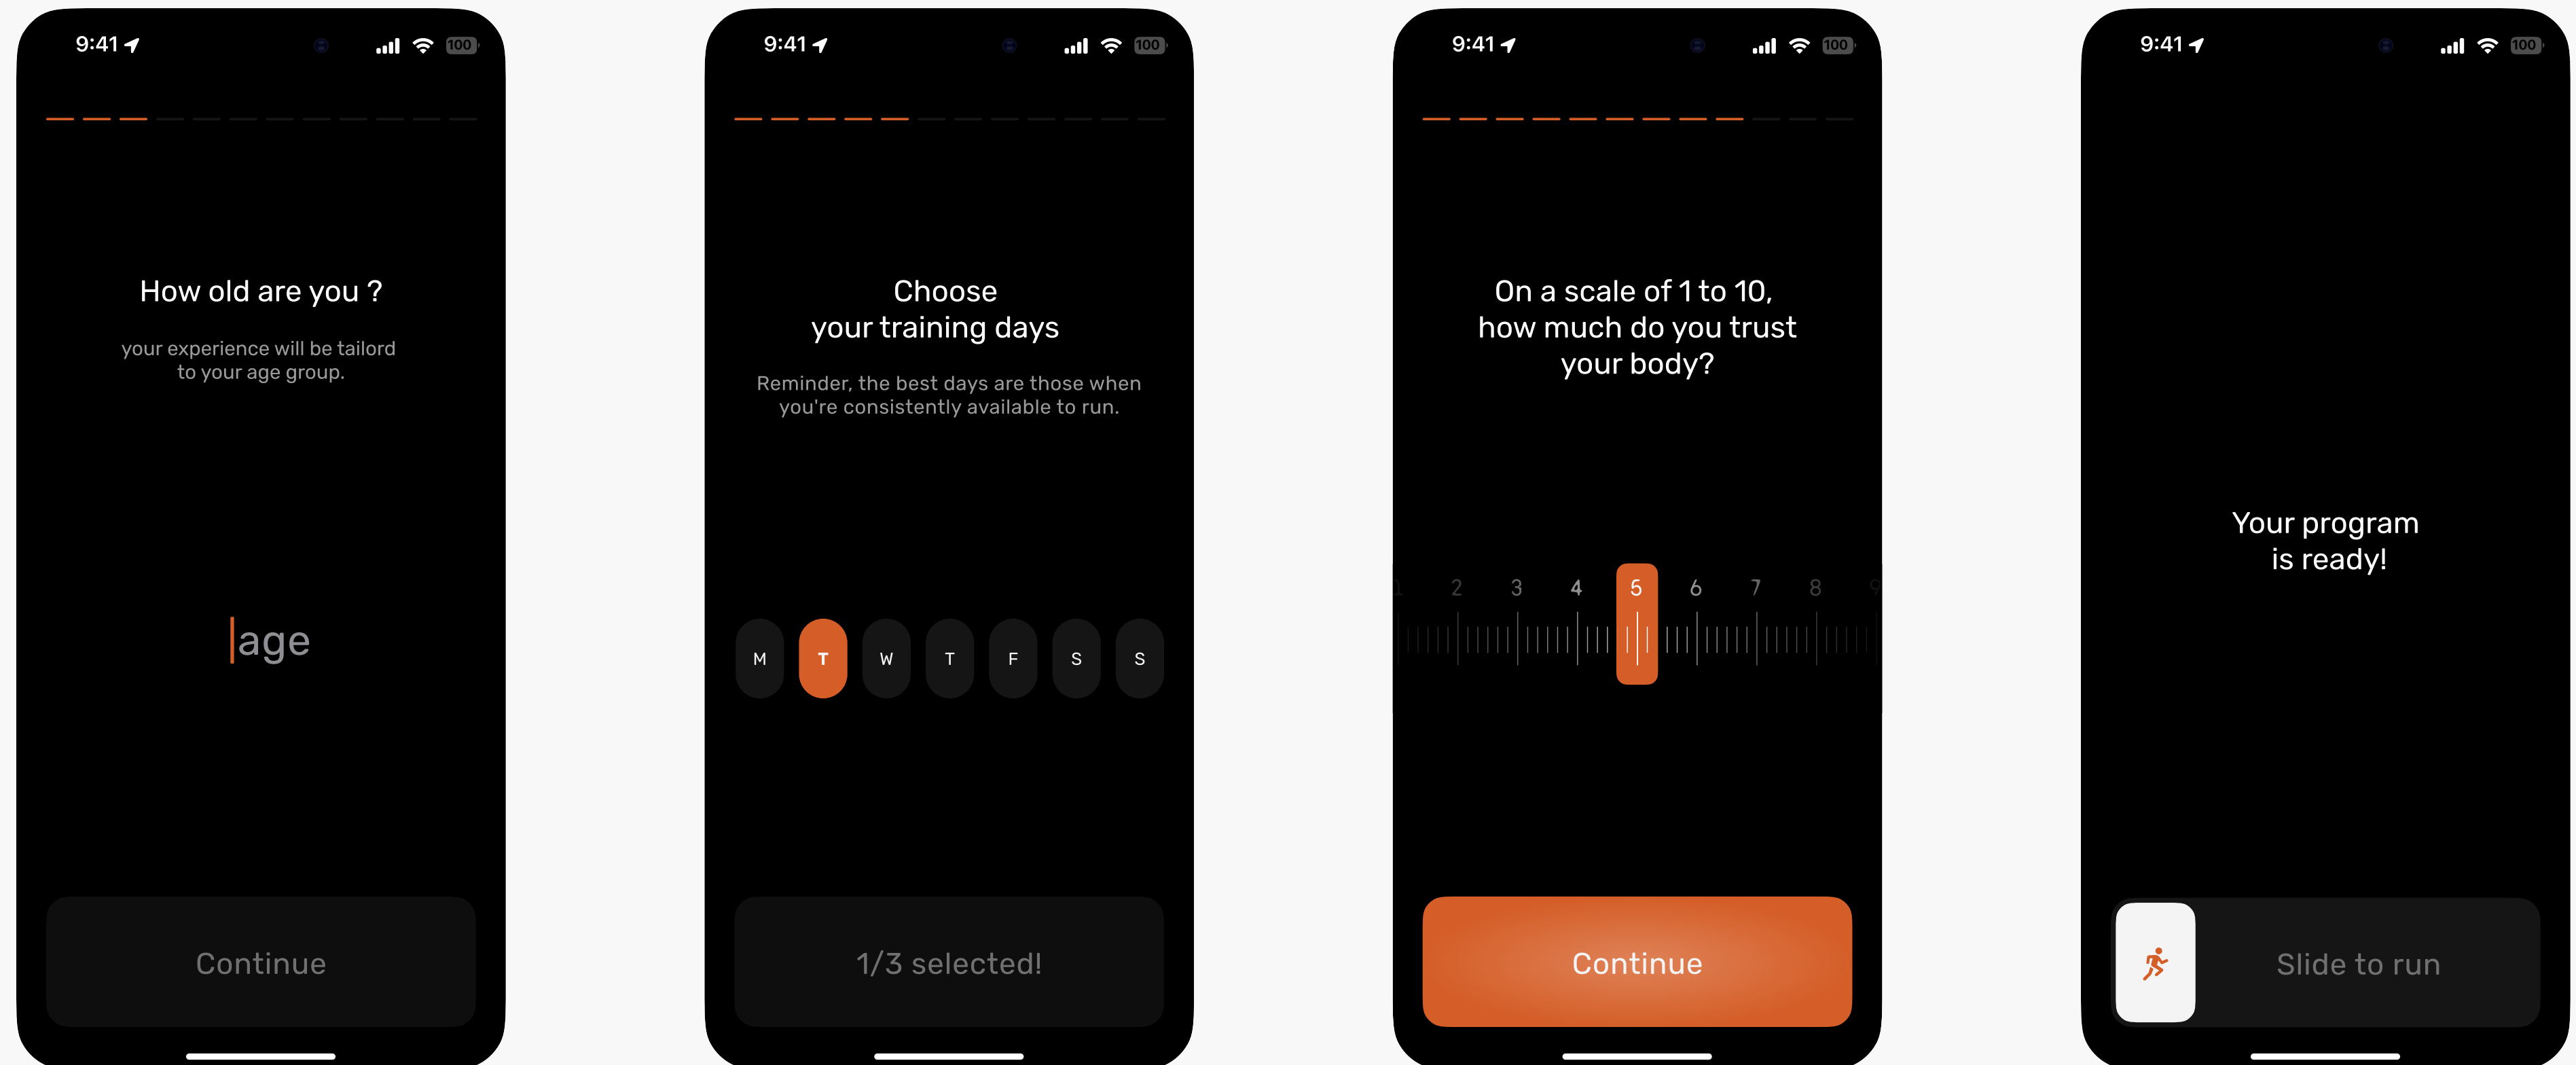 9:41
100
How old are you ?
your experience will be tailord
to your age group.
age
Continue
9:41
100
Choose
your training days
Reminder, the best days are those when
you're consistently available to run.
M T W T F S S
1/3 selected!
9:41
100
On a scale of 1 to 10,
how much do you trust
your body?
1 2 3 4 5 6 7 8 9
Continue
9:41
100
Your program
is ready!
Slide to run